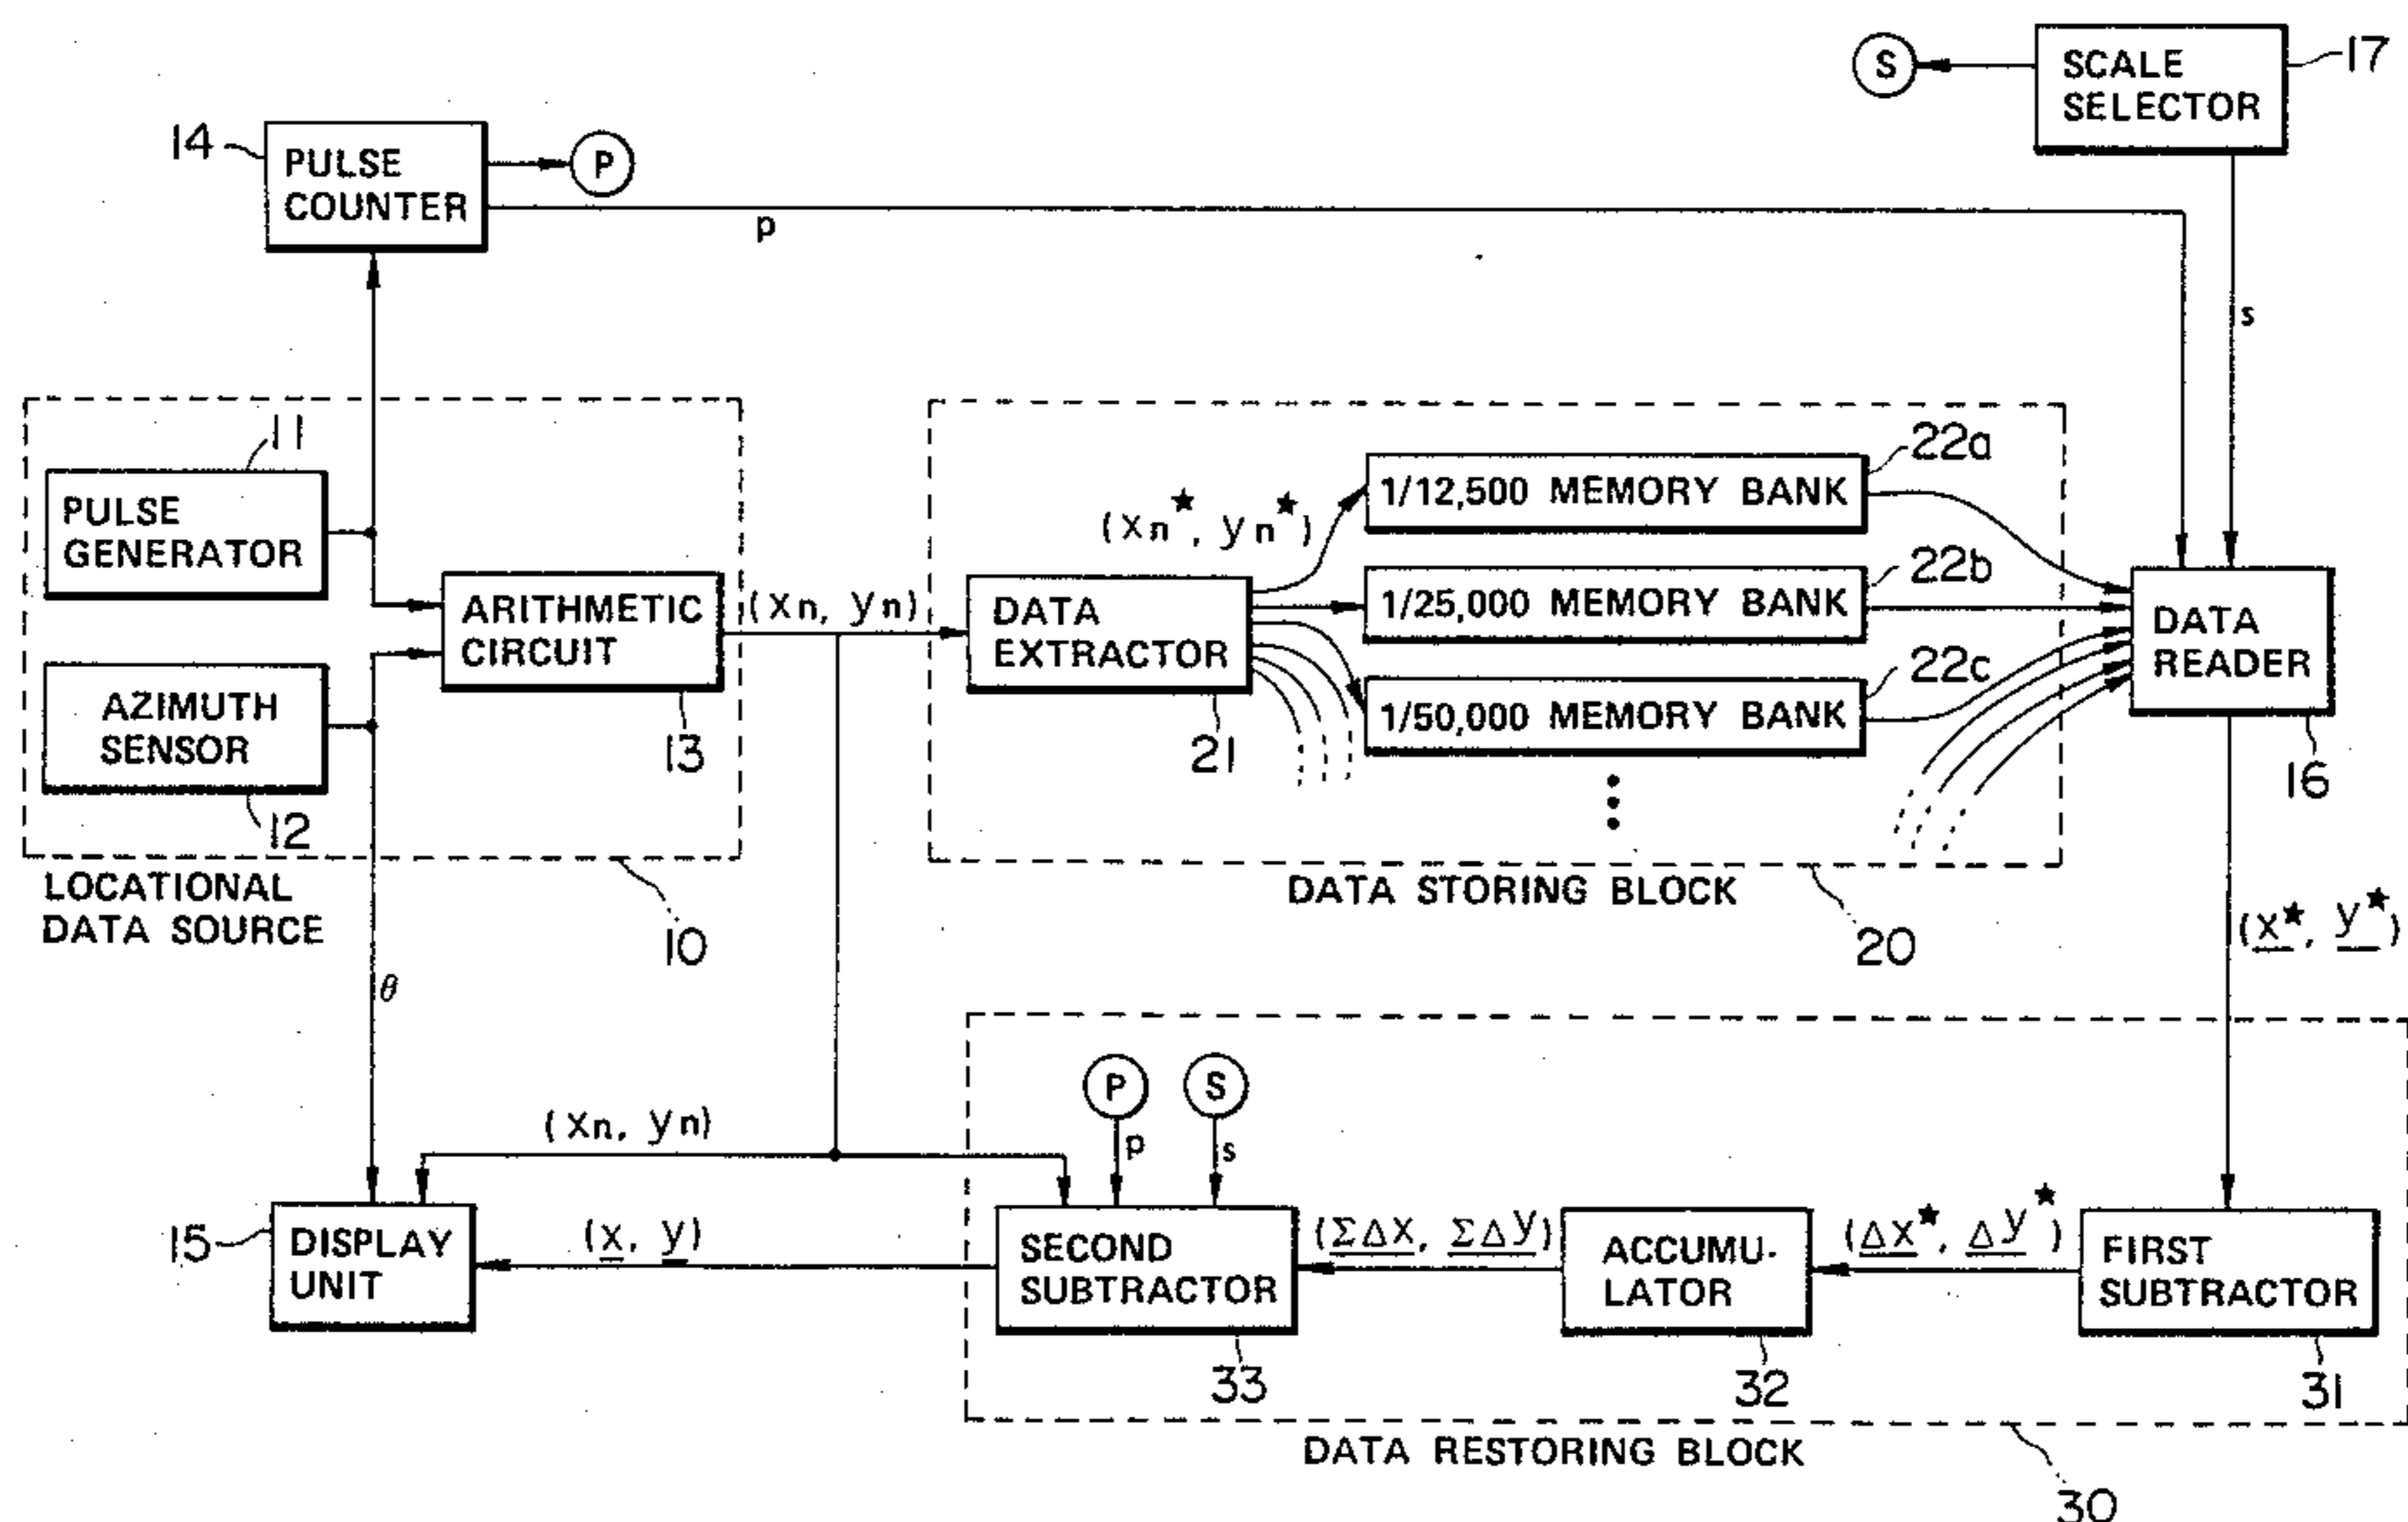 S
SCALE
SELECTOR
17
14
PULSE
COUNTER
P
p
s
11
PULSE
GENERATOR
AZIMUTH
SENSOR
12
ARITHMETIC
CIRCUIT
13
LOCATIONAL
DATA SOURCE
10
(xn, yn)
DATA
EXTRACTOR
21
(xn★, yn★)
1/12,500 MEMORY BANK
22a
1/25,000 MEMORY BANK
22b
1/50,000 MEMORY BANK
22c
DATA STORING BLOCK
20
DATA
READER
16
(x★, y★)
θ
(xn, yn)
P
S
p
s
15
DISPLAY
UNIT
(x, y)
SECOND
SUBTRACTOR
33
(ΣΔx, ΣΔy)
ACCUMU-
LATOR
32
(Δx★, Δy★)
FIRST
SUBTRACTOR
31
DATA RESTORING BLOCK
30